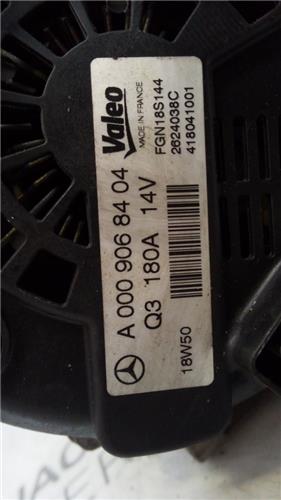 Valeo
MADE IN FRANCE
FGN18S144
2624038C
418041001
A 000 906 84 04
Q3 180A 14V
18W50